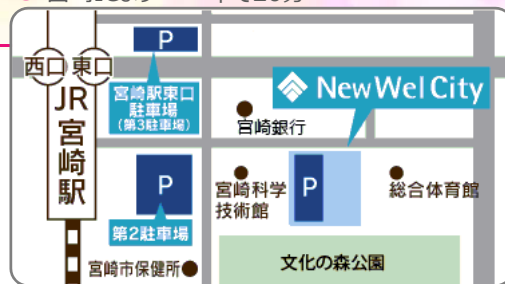 西口
東口
JR
宮崎駅
P
宮崎駅東口
駐車場
(第3駐車場)
New Wel City
宮崎銀行
P
第2駐車場
宮崎科学
技術館
P
総合体育館
宮崎市保健所
文化の森公園